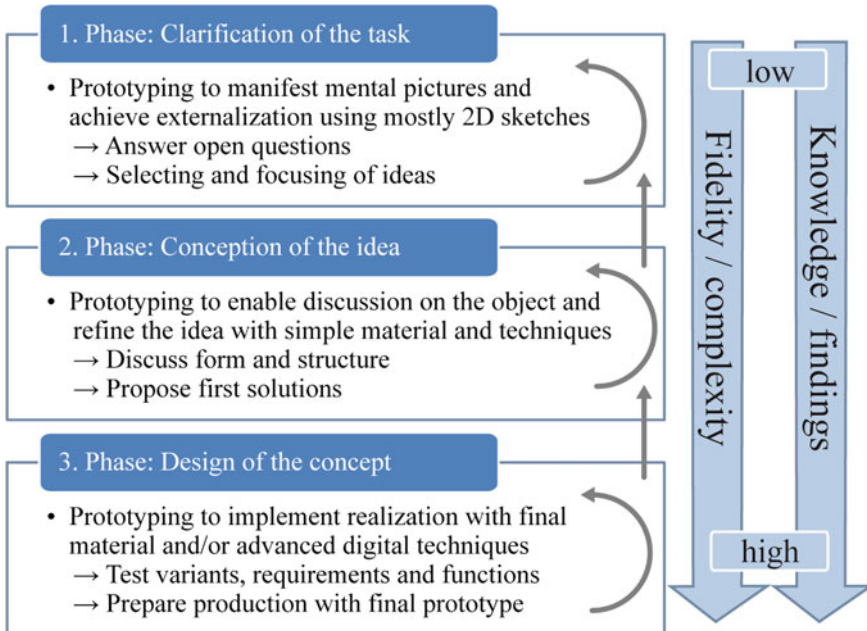 1. Phase: Clarification of the task
• Prototyping to manifest mental pictures and
achieve externalization using mostly 2D sketches
→ Answer open questions
→ Selecting and focusing of ideas
2. Phase: Conception of the idea
• Prototyping to enable discussion on the object and
refine the idea with simple material and techniques
→ Discuss form and structure
→ Propose first solutions
3. Phase: Design of the concept
• Prototyping to implement realization with final
material and/or advanced digital techniques
→ Test variants, requirements and functions
→ Prepare production with final prototype
low
Fidelity / complexity
Knowledge / findings
high